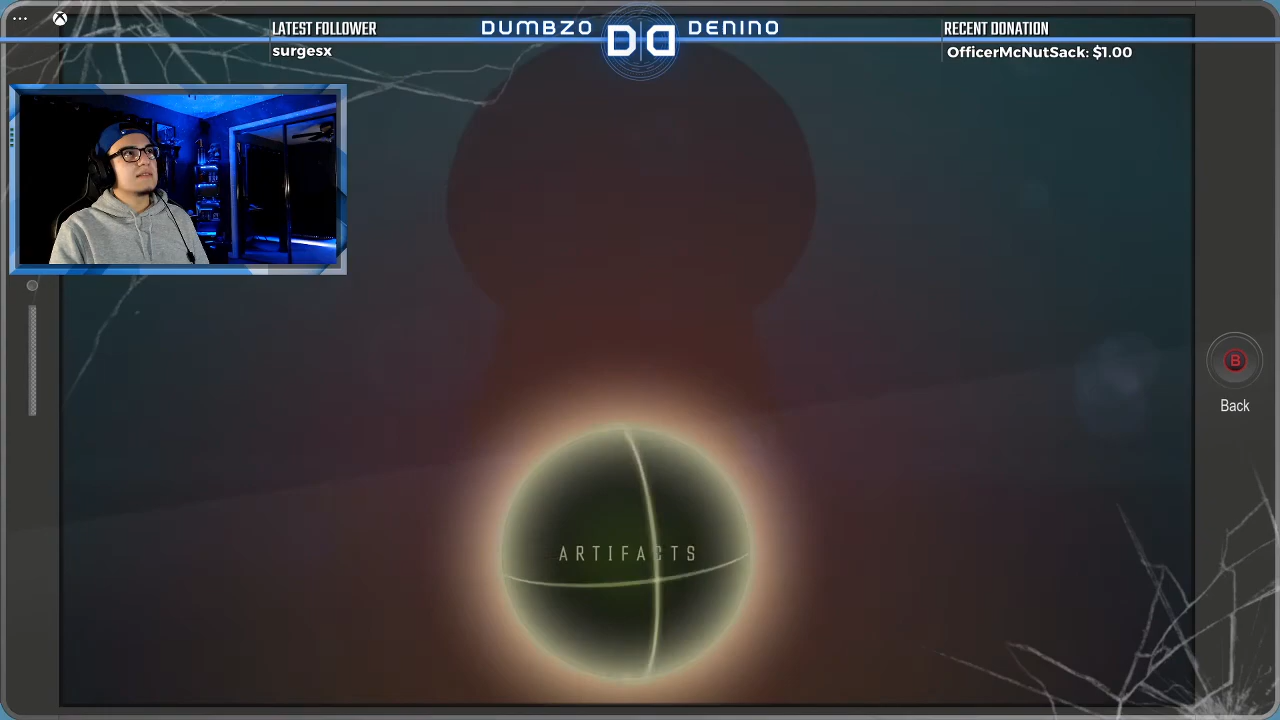 LATEST FOLLOWER
surgesx
DUMBZO DD DENINO
RECENT DONATION
OfficerMcNutSack: $1.00
B
Back
ARTIFACTS